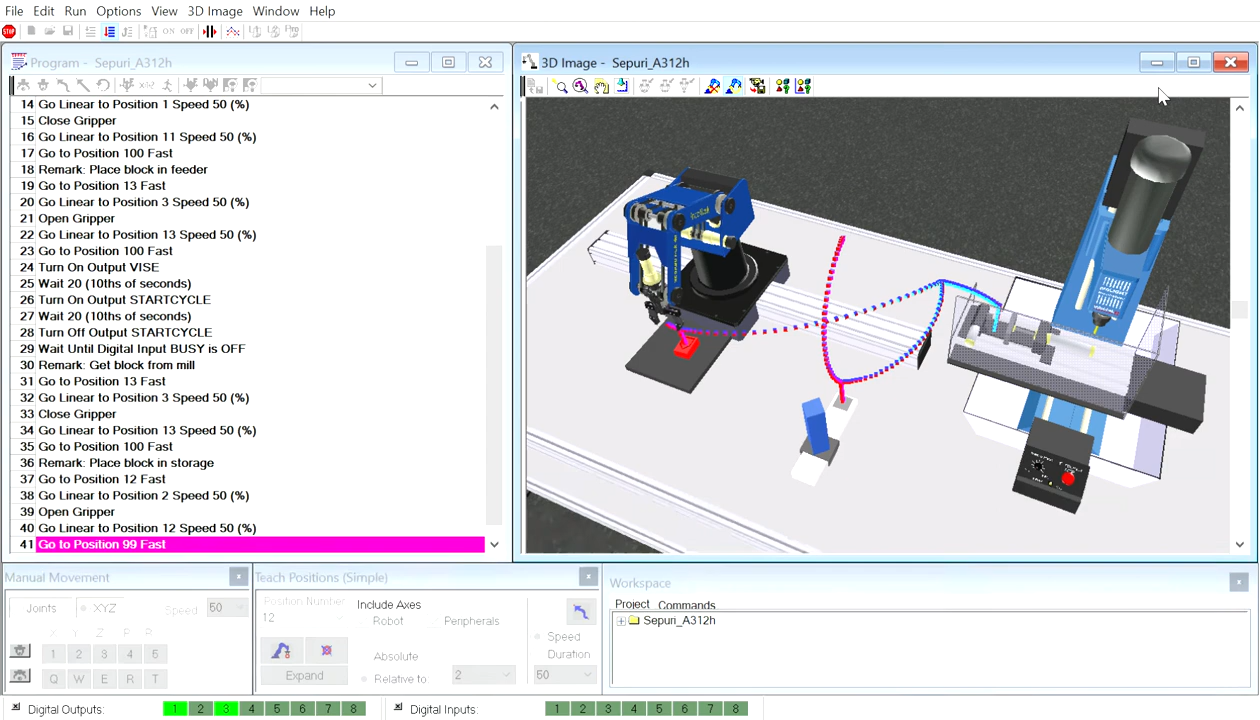 File Edit Run Options View 3D Image Window Help
STOP ON OFF
Program - Sepuri_A312h
14 Go Linear to Position 1 Speed 50 (%)
15 Close Gripper
16 Go Linear to Position 11 Speed 50 (%)
17 Go to Position 100 Fast
18 Remark: Place block in feeder
19 Go to Position 13 Fast
20 Go Linear to Position 3 Speed 50 (%)
21 Open Gripper
22 Go Linear to Position 13 Speed 50 (%)
23 Go to Position 100 Fast
24 Turn On Output VISE
25 Wait 20 (10ths of seconds)
26 Turn On Output STARTCYCLE
27 Wait 20 (10ths of seconds)
28 Turn Off Output STARTCYCLE
29 Wait Until Digital Input BUSY is OFF
30 Remark: Get block from mill
31 Go to Position 13 Fast
32 Go Linear to Position 3 Speed 50 (%)
33 Close Gripper
34 Go Linear to Position 13 Speed 50 (%)
35 Go to Position 100 Fast
36 Remark: Place block in storage
37 Go to Position 12 Fast
38 Go Linear to Position 2 Speed 50 (%)
39 Open Gripper
40 Go Linear to Position 12 Speed 50 (%)
41 Go to Position 99 Fast
3D Image - Sepuri_A312h
Manual Movement
Joints XYZ Speed 50
X Y Z P R
1 2 3 4 5
Q W E R T
Teach Positions (Simple)
Position Number
12
Include Axes
Robot Peripherals
Absolute
Relative to: 2
Expand
Speed
Duration
50
Workspace
Project Commands
Sepuri_A312h
Digital Outputs: 1 2 3 4 5 6 7 8
Digital Inputs: 1 2 3 4 5 6 7 8